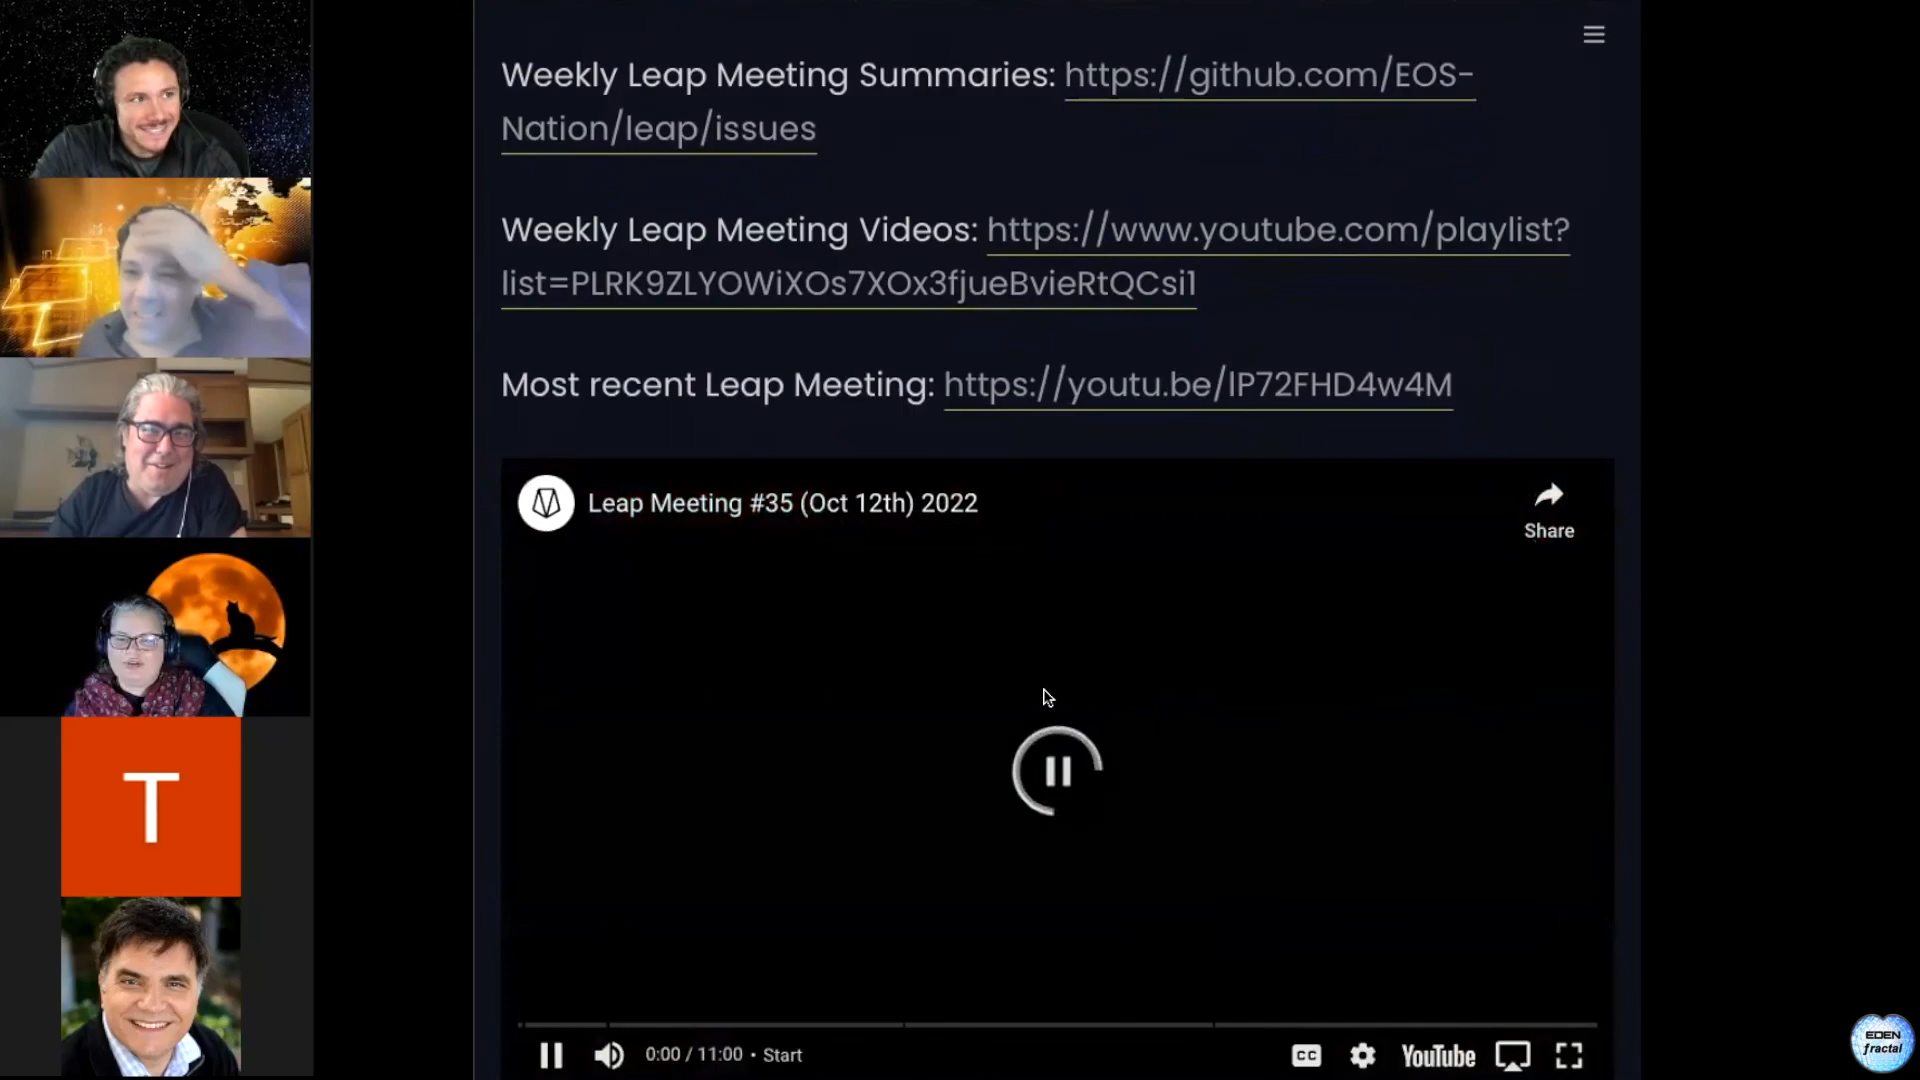 Weekly Leap Meeting Summaries: https://github.com/EOS-
Nation/leap/issues
Weekly Leap Meeting Videos: https://www.youtube.com/playlist?
list=PLRK9ZLYOWiXOs7XOx3fjueBvieRtQCsi1
Most recent Leap Meeting: https://youtu.be/lP72FHD4w4M
Leap Meeting #35 (Oct 12th) 2022
Share
T
0:00 / 11:00 • Start
CC
YouTube
EDEN
fractal